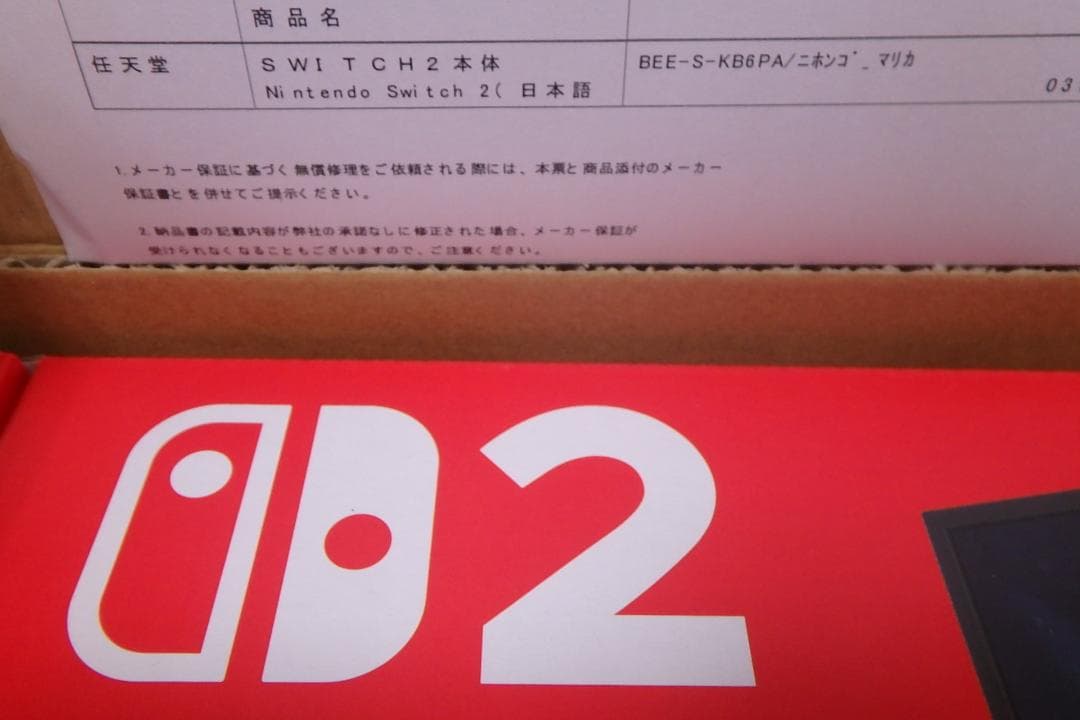 商品名
任天堂
SWITCH2本体
BEE-S-KB6PA/ﾆﾎﾝｺﾞ_ﾏﾘｶ
Nintendo Switch 2( 日本語
03
1.メーカー保証に基づく無償修理をご依頼される際には、本票と商品添付のメーカー
保証書とを併せてご提示ください。
2.納品書の記載内容が弊社の承諾なしに修正された場合、メーカー保証が
受けられなくなることもございますので、ご注意ください。
2